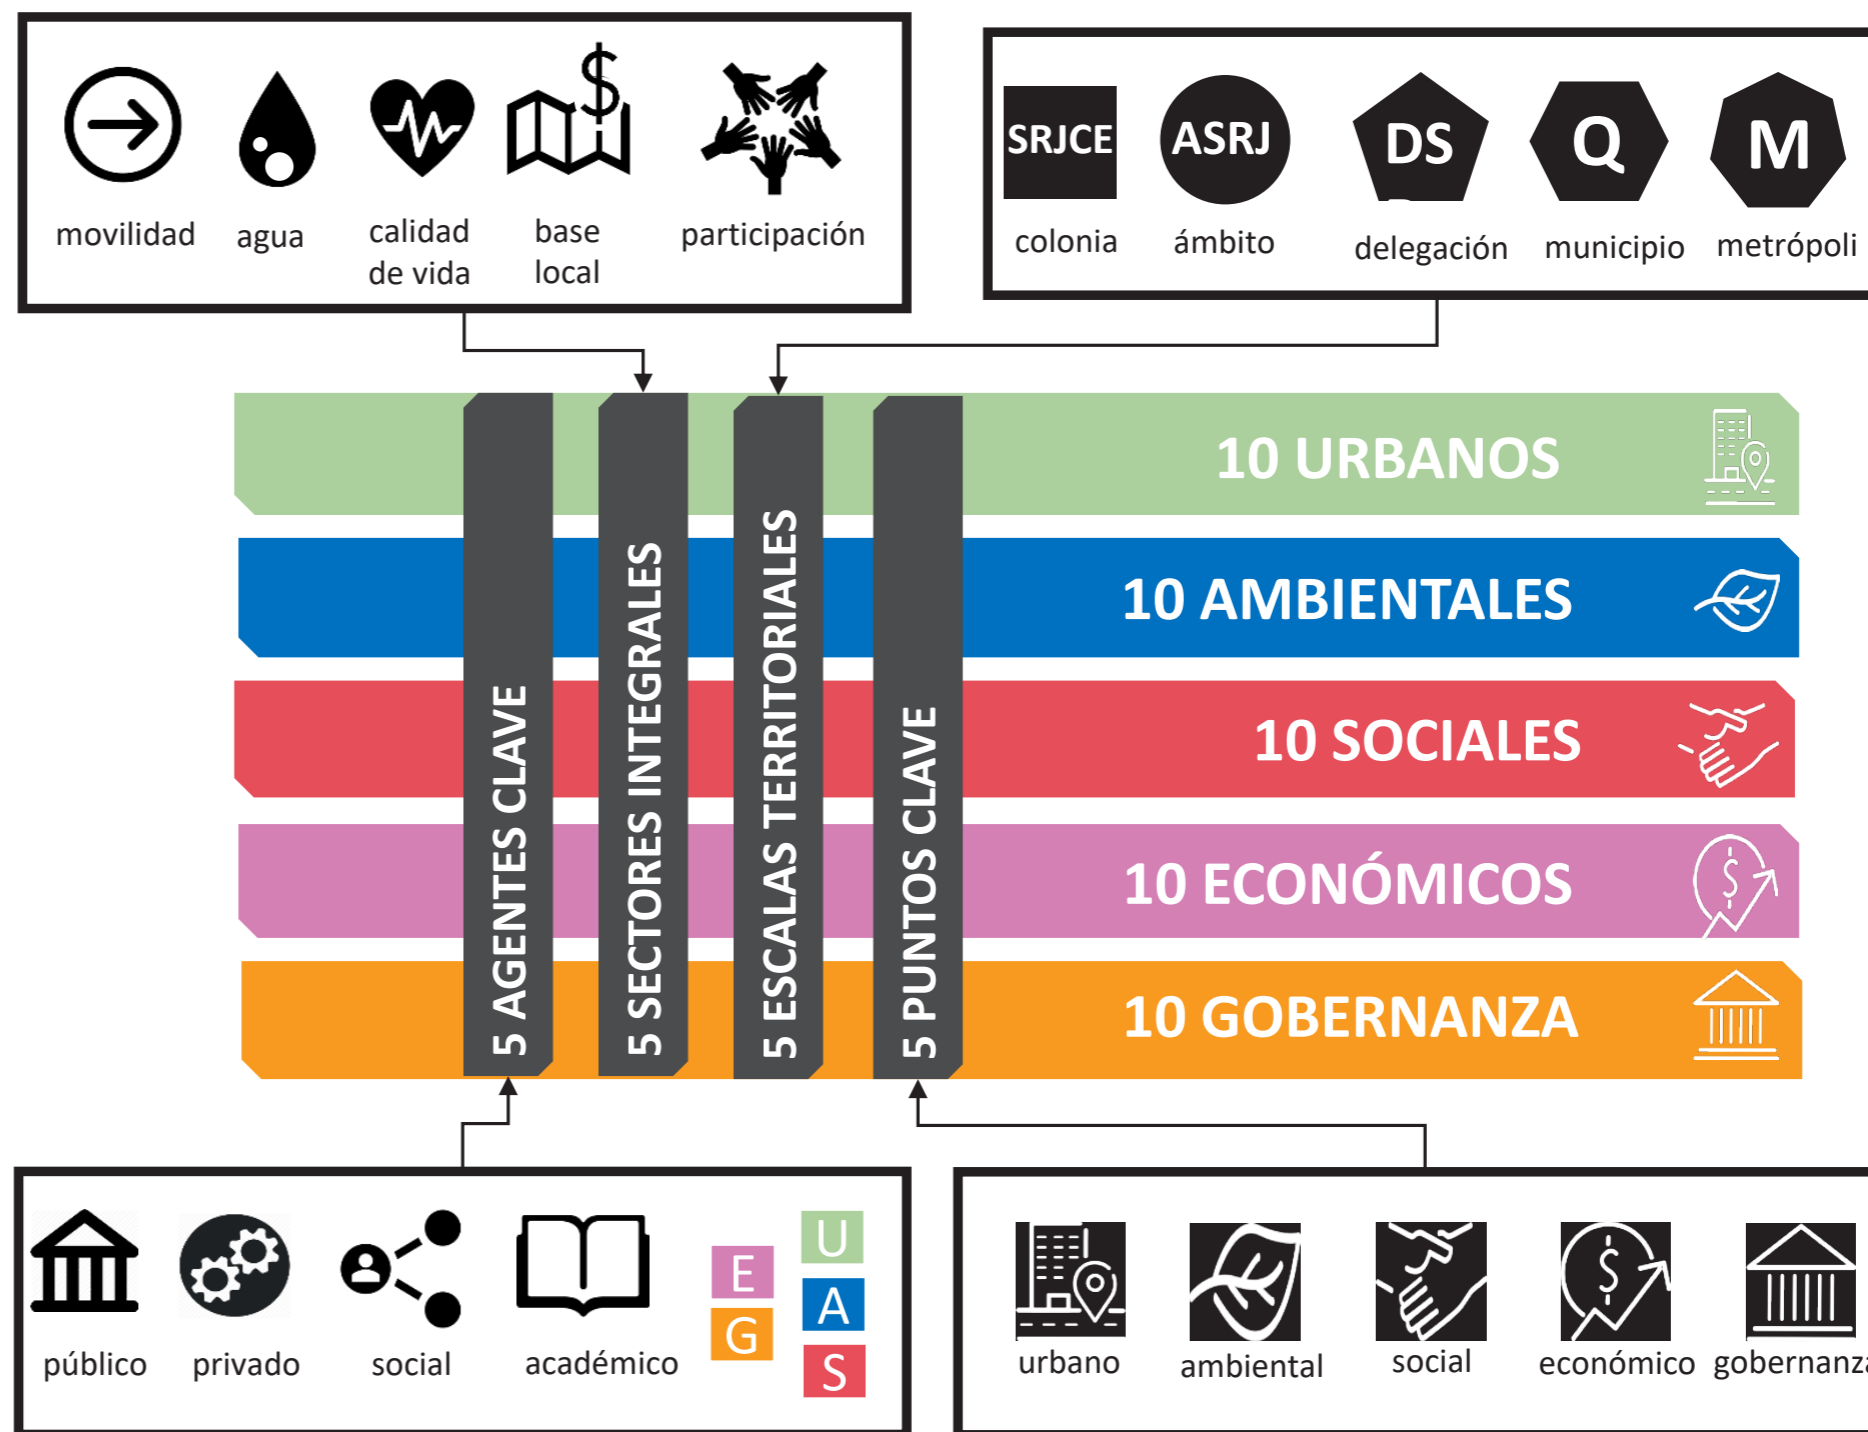 movilidad
agua
calidad
de vida
base
local
participación
SRJCE
ASRJ
DS
Q
M
colonia
ámbito
delegación
municipio
metrópoli
10 URBANOS
10 AMBIENTALES
10 SOCIALES
10 ECONÓMICOS
10 GOBERNANZA
5 AGENTES CLAVE
5 SECTORES INTEGRALES
5 ESCALAS TERRITORIALES
5 PUNTOS CLAVE
público
privado
social
académico
E
G
U
A
S
urbano
ambiental
social
económico
gobernanza